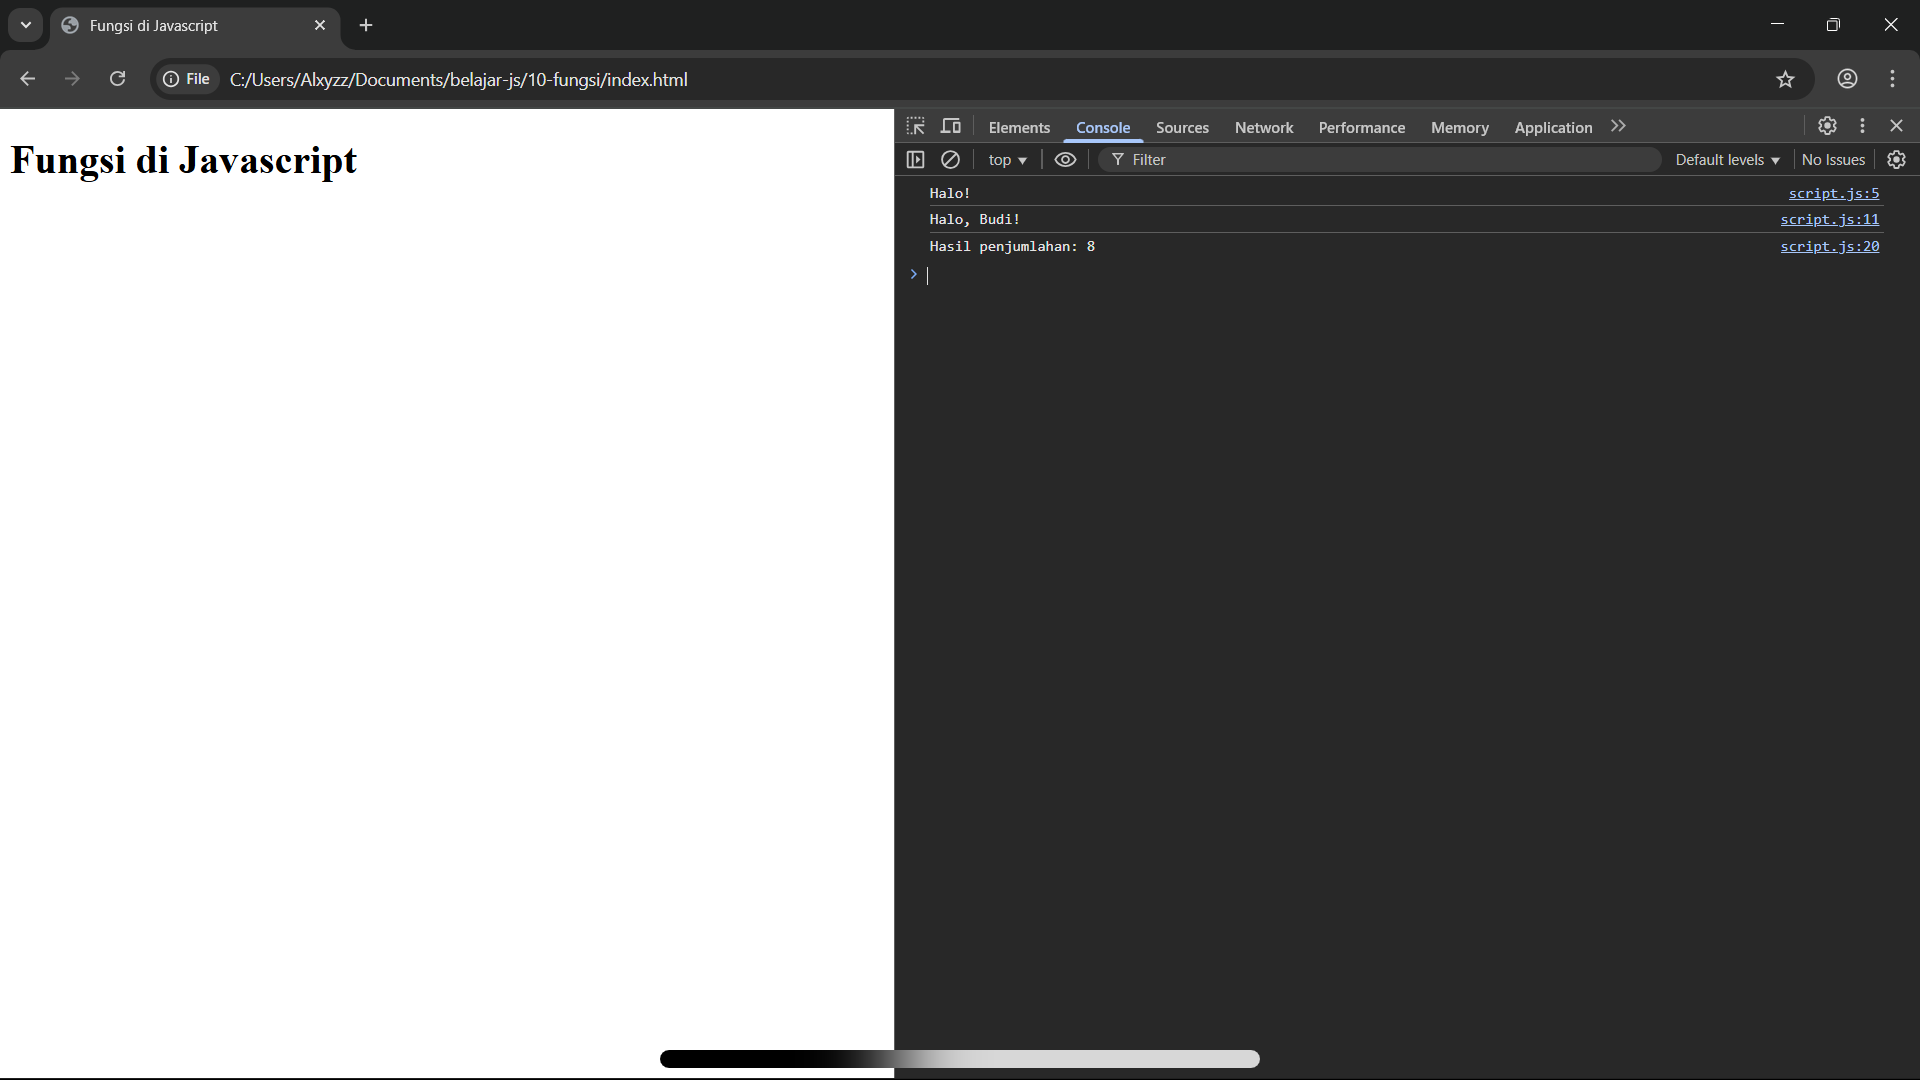 Fungsi di Javascript
File C:/Users/Alxyzz/Documents/belajar-js/10-fungsi/index.html
Fungsi di Javascript
Elements Console Sources Network Performance Memory Application
top Filter Default levels No Issues
Halo! script.js:5
Halo, Budi! script.js:11
Hasil penjumlahan: 8 script.js:20